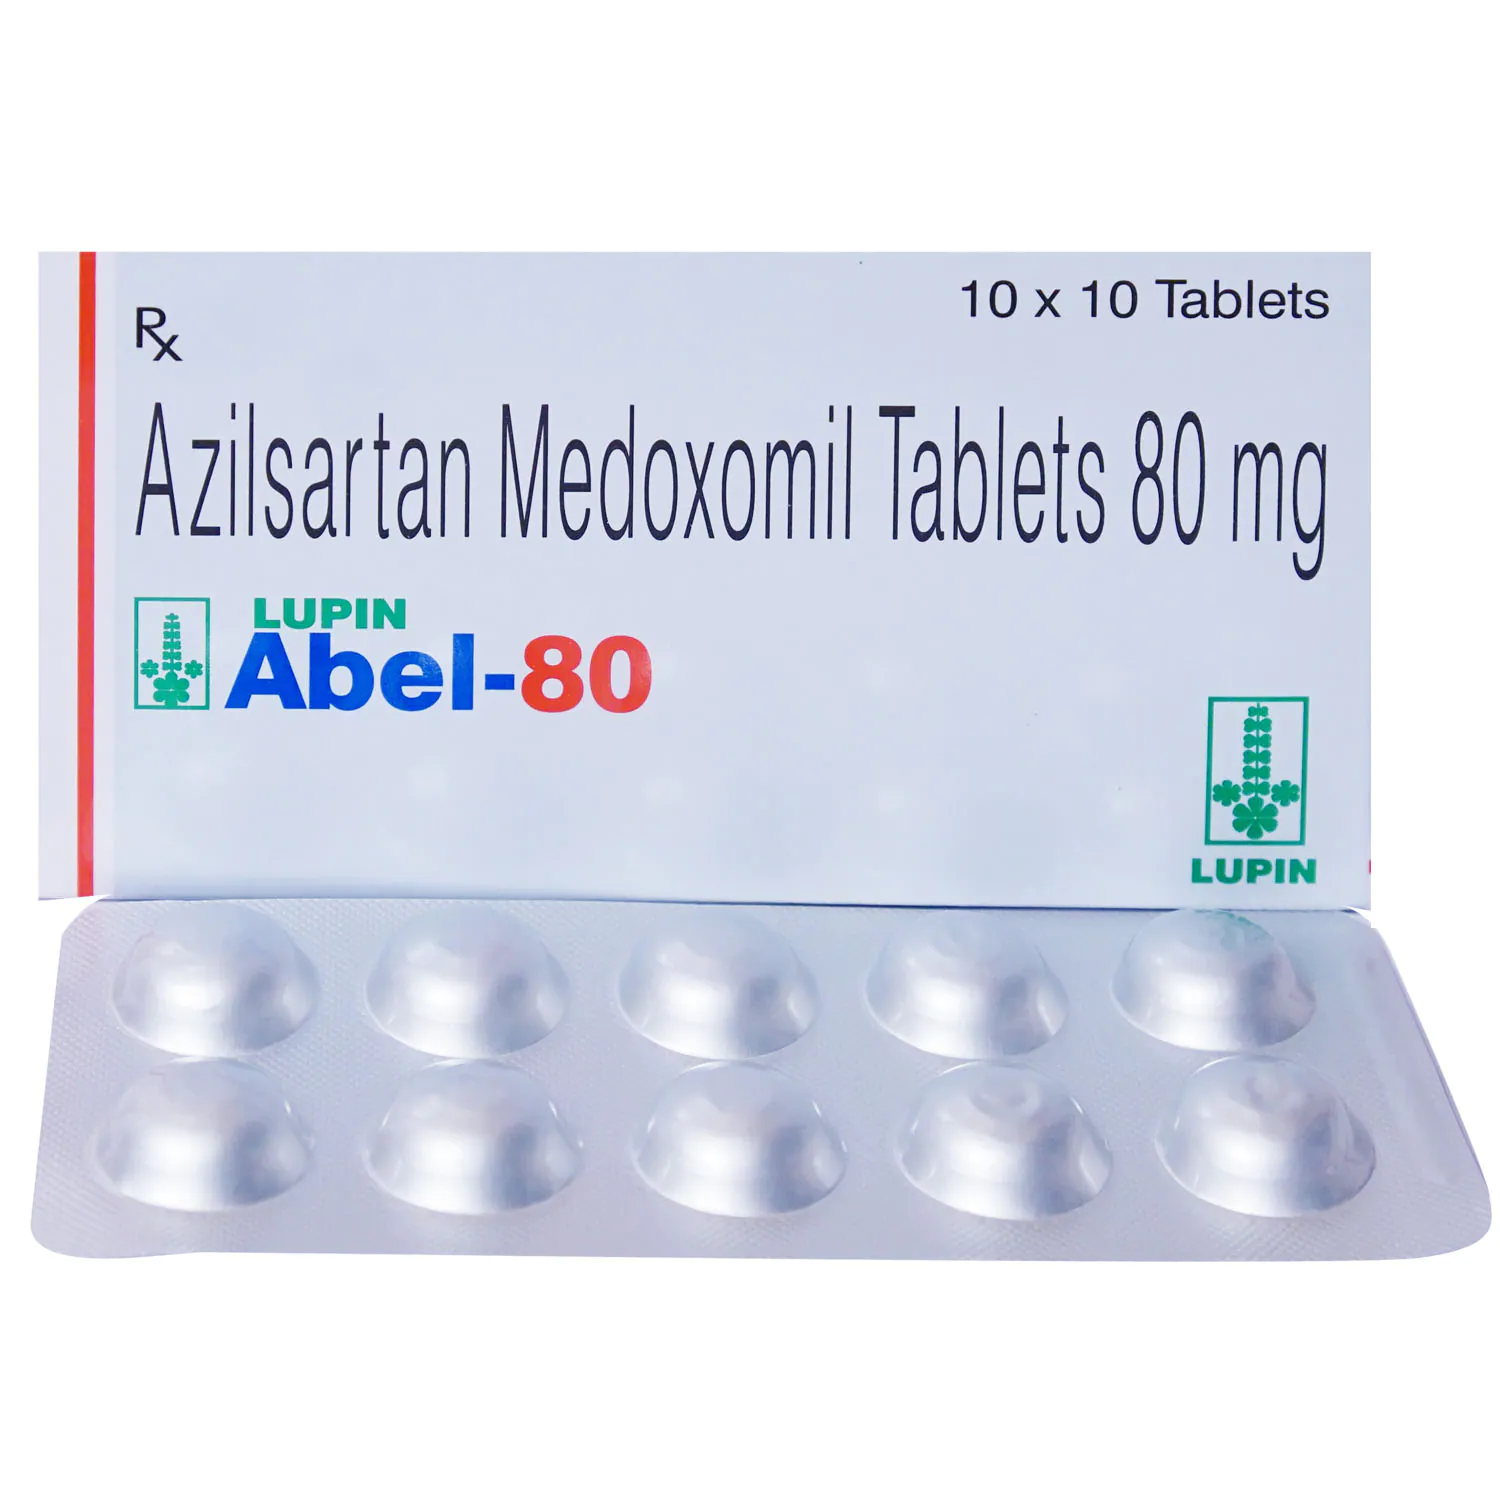 Rx
10 x 10 Tablets
Azilsartan Medoxomil Tablets 80 mg
LUPIN
Abel-80
LUPIN